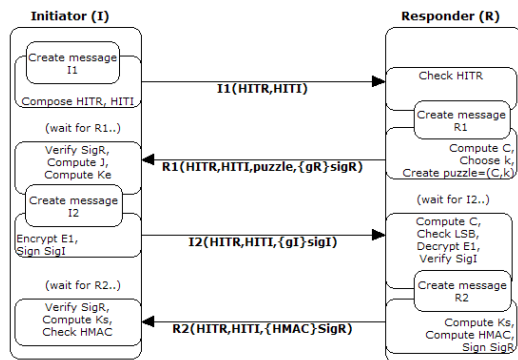 Initiator (I)
Responder (R)
Create message
I1
Compose HITR, HITI
I1(HITR,HITI)
Check HITR
Create message
R1
Compute C,
Choose k,
Create puzzle=(C,k)
(wait for R1..)
R1(HITR,HITI,puzzle,{gR}sigR)
Verify SigR,
Compute J,
Compute Ke
Create message
I2
Encrypt E1,
Sign SigI
(wait for I2..)
I2(HITR,HITI,{gI}sigI)
Compute C,
Check LSB,
Decrypt E1,
Verify SigI
Create message
R2
Compute Ks,
Compute HMAC,
Sign SigR
(wait for R2..)
R2(HITR,HITI,{HMAC}SigR)
Verify SigR,
Compute Ks,
Check HMAC